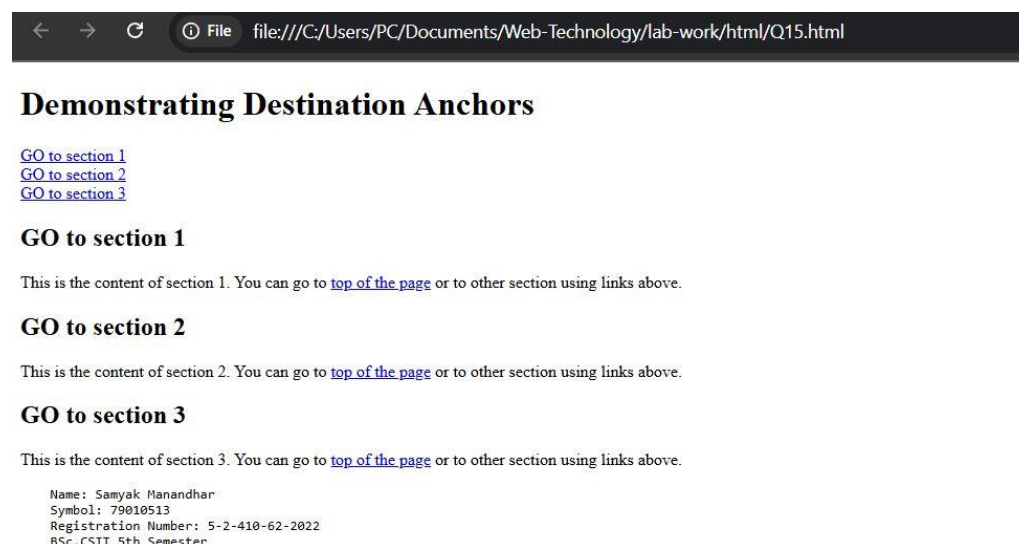 File file:///C:/Users/PC/Documents/Web-Technology/lab-work/html/Q15.html
Demonstrating Destination Anchors
GO to section 1
GO to section 2
GO to section 3
GO to section 1
This is the content of section 1. You can go to top of the page or to other section using links above.
GO to section 2
This is the content of section 2. You can go to top of the page or to other section using links above.
GO to section 3
This is the content of section 3. You can go to top of the page or to other section using links above.
Name: Samyak Manandhar
Symbol: 79010513
Registration Number: 5-2-410-62-2022
BSc.CSIT 5th Semester